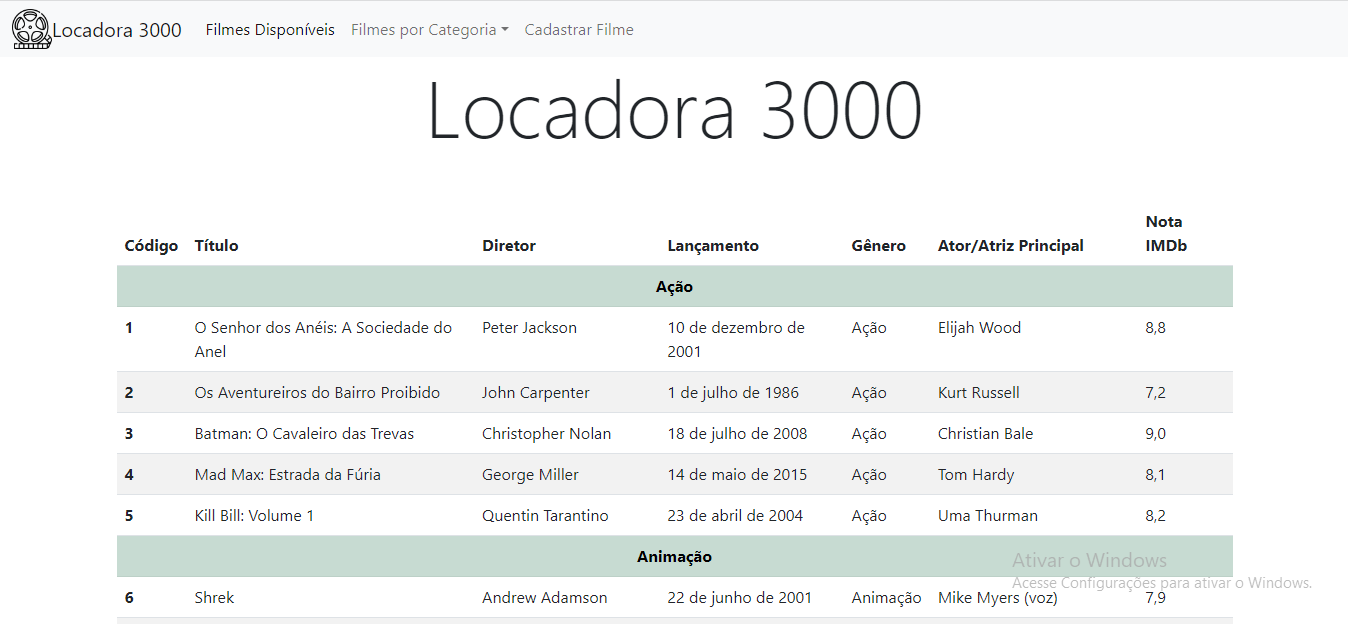 Locadora 3000 Filmes Disponíveis Filmes por Categoria Cadastrar Filme
Locadora 3000
Código Título Diretor Lançamento Gênero Ator/Atriz Principal Nota IMDb
Ação
1 O Senhor dos Anéis: A Sociedade do Anel Peter Jackson 10 de dezembro de 2001 Ação Elijah Wood 8,8
2 Os Aventureiros do Bairro Proibido John Carpenter 1 de julho de 1986 Ação Kurt Russell 7,2
3 Batman: O Cavaleiro das Trevas Christopher Nolan 18 de julho de 2008 Ação Christian Bale 9,0
4 Mad Max: Estrada da Fúria George Miller 14 de maio de 2015 Ação Tom Hardy 8,1
5 Kill Bill: Volume 1 Quentin Tarantino 23 de abril de 2004 Ação Uma Thurman 8,2
Animação
Ativar o Windows
Acesse Configurações para ativar o Windows.
6 Shrek Andrew Adamson 22 de junho de 2001 Animação Mike Myers (voz) 7,9